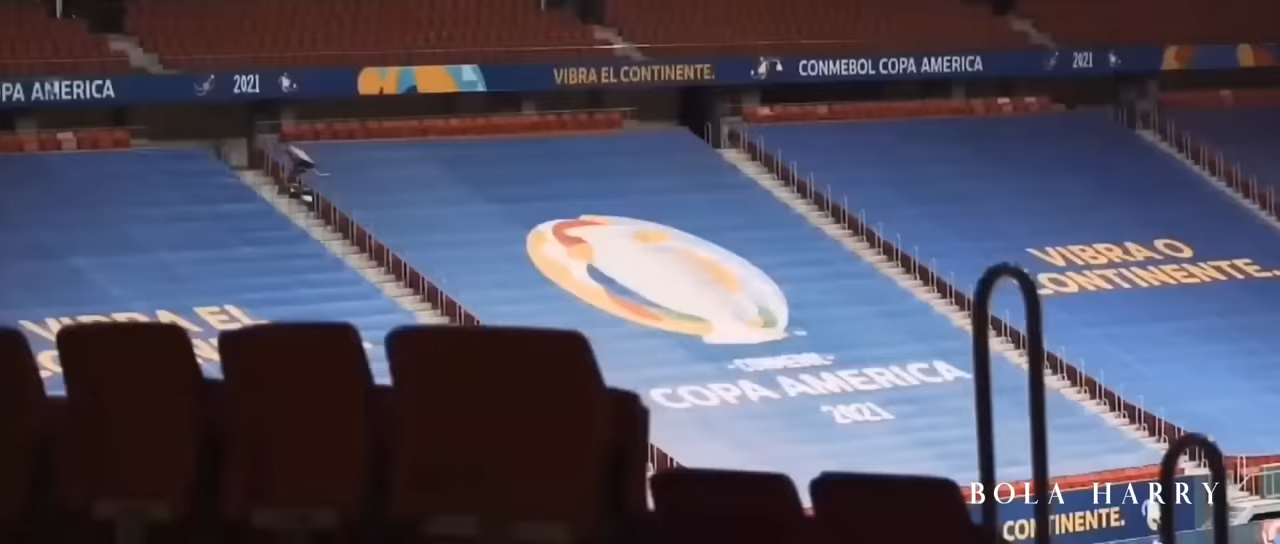 PA AMERICA 2021 VIBRA EL CONTINENTE. CONMEBOL COPA AMERICA 2021
VIBRA O
CONTINENTE.
VIBRA EL
CONMEBOL
COPA AMERICA
2021
BOLA HARRY
CONTINENTE.